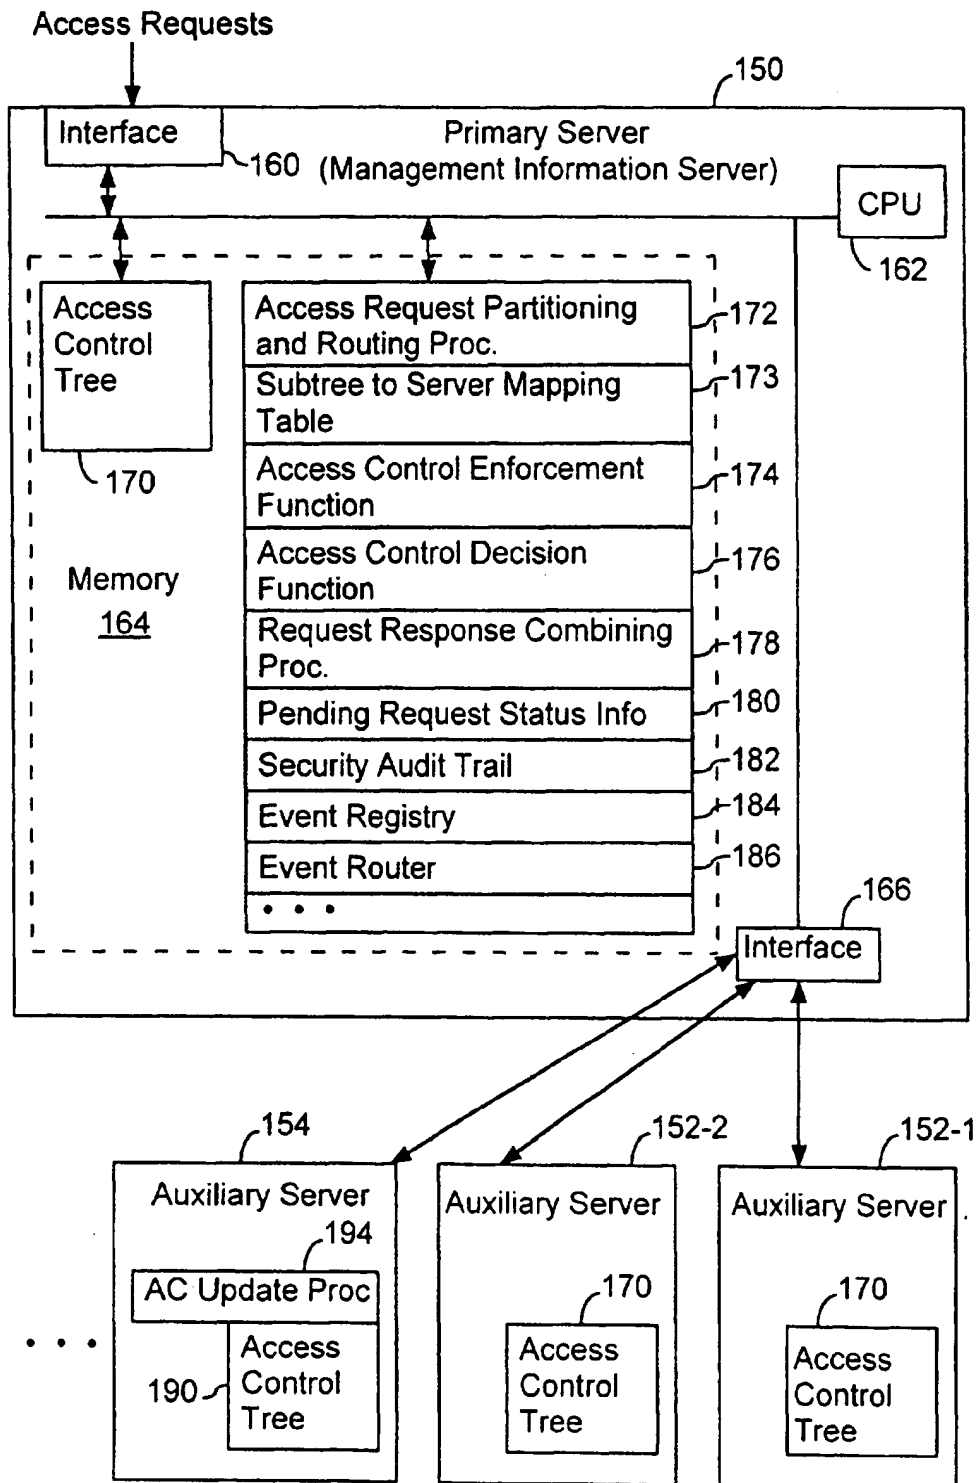 Access Requests
150
Interface
160
Primary Server
(Management Information Server)
CPU
162
Access
Control
Tree
170
Memory
164
Access Request Partitioning
and Routing Proc.
172
Subtree to Server Mapping
Table
173
Access Control Enforcement
Function
174
Access Control Decision
Function
176
Request Response Combining
Proc.
178
Pending Request Status Info
180
Security Audit Trail
182
Event Registry
184
Event Router
186
• • •
166
Interface
154
Auxiliary Server
194
AC Update Proc
190
Access
Control
Tree
• • •
152-2
Auxiliary Server
170
Access
Control
Tree
152-1
Auxiliary Server
170
Access
Control
Tree